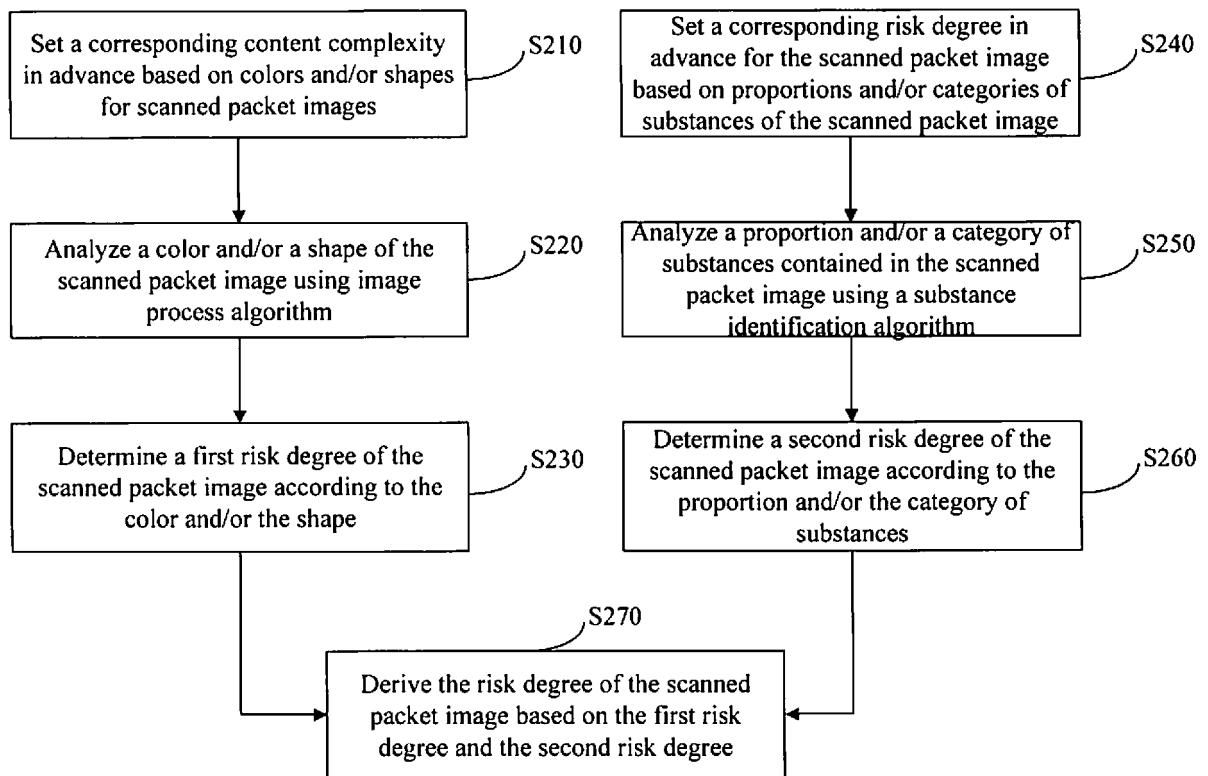 Set a corresponding content complexity
in advance based on colors and/or shapes
for scanned packet images
S210
Analyze a color and/or a shape of the
scanned packet image using image
process algorithm
S220
Determine a first risk degree of the
scanned packet image according to the
color and/or the shape
S230
Set a corresponding risk degree in
advance for the scanned packet image
based on proportions and/or categories of
substances of the scanned packet image
S240
Analyze a proportion and/or a category of
substances contained in the scanned
packet image using a substance
identification algorithm
S250
Determine a second risk degree of the
scanned packet image according to the
proportion and/or the category of
substances
S260
S270
Derive the risk degree of the scanned
packet image based on the first risk
degree and the second risk degree